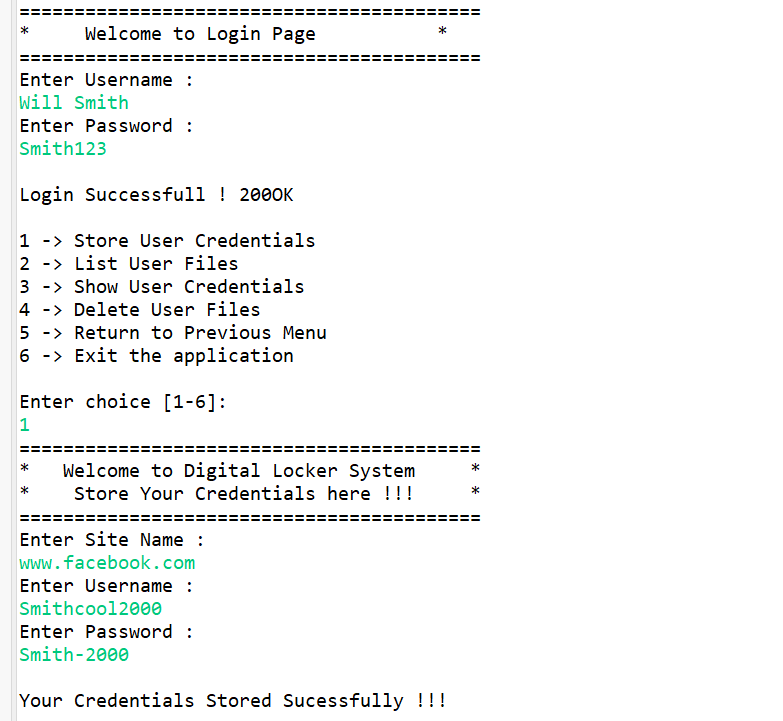 ==========================================
*     Welcome to Login Page           *
==========================================
Enter Username :
Will Smith
Enter Password :
Smith123
Login Successfull ! 200OK
1 -> Store User Credentials
2 -> List User Files
3 -> Show User Credentials
4 -> Delete User Files
5 -> Return to Previous Menu
6 -> Exit the application
Enter choice [1-6]:
1
==========================================
*   Welcome to Digital Locker System     *
*    Store Your Credentials here !!!     *
==========================================
Enter Site Name :
www.facebook.com
Enter Username :
Smithcool2000
Enter Password :
Smith-2000
Your Credentials Stored Sucessfully !!!